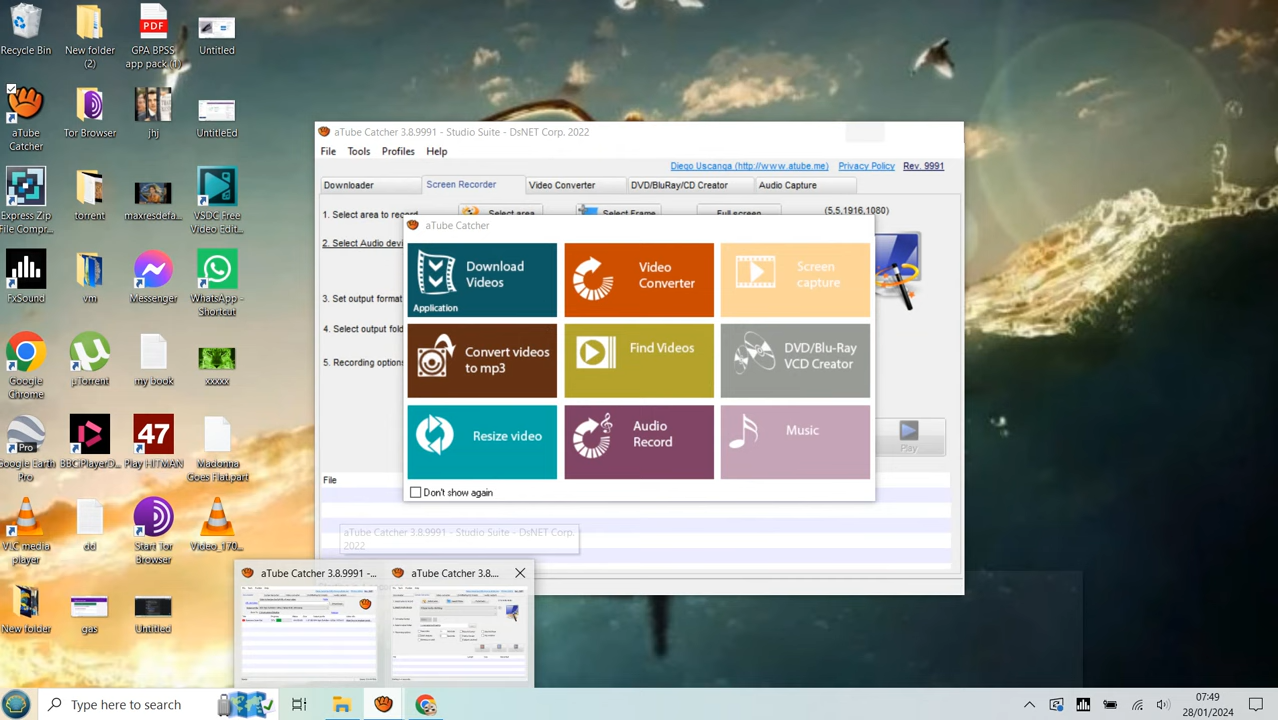 Recycle Bin
New folder (2)
GPA BPSS app pack (1)
Untitled
aTube Catcher
Tor Browser
jhj
UntitlEd
Express Zip File Compr...
torrent
maxresdefa...
VSDC Free Video Edit...
FxSound
vm
Messenger
WhatsApp - Shortcut
Google Chrome
µTorrent
my book
xxxxx
Google Earth Pro
BBCiPlayerD...
Play HITMAN
Madonna Goes Flat.part
VLC media player
dd
Start Tor Browser
Video_170...
New folder
gas
Untitled
PDF
47
aTube Catcher 3.8.9991 - Studio Suite - DsNET Corp. 2022
File Tools Profiles Help
Diego Uscanga (http://www.atube.me) Privacy Policy Rev. 9991
Downloader Screen Recorder Video Converter DVD/BluRay/CD Creator Audio Capture
1. Select area to record Select area Select Frame Full screen (5,5,1916,1080)
2. Select Audio devi
3. Set output format
4. Select output fold
5. Recording options
Play
File
aTube Catcher
Download Videos
Application
Video Converter
Screen capture
Convert videos to mp3
Find Videos
DVD/Blu-Ray VCD Creator
Resize video
Audio Record
Music
Don't show again
aTube Catcher 3.8.9991 - Studio Suite - DsNET Corp.
2022
aTube Catcher 3.8.9991 -...
aTube Catcher 3.8....
Type here to search
07:49
28/01/2024